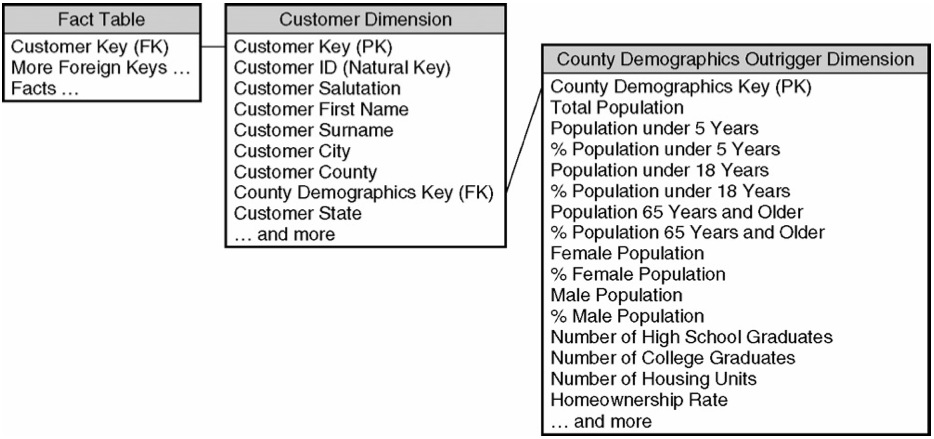 Fact Table
Customer Key (FK)
More Foreign Keys …
Facts …
Customer Dimension
Customer Key (PK)
Customer ID (Natural Key)
Customer Salutation
Customer First Name
Customer Surname
Customer City
Customer County
County Demographics Key (FK)
Customer State
… and more
County Demographics Outrigger Dimension
County Demographics Key (PK)
Total Population
Population under 5 Years
% Population under 5 Years
Population under 18 Years
% Population under 18 Years
Population 65 Years and Older
% Population 65 Years and Older
Female Population
% Female Population
Male Population
% Male Population
Number of High School Graduates
Number of College Graduates
Number of Housing Units
Homeownership Rate
… and more